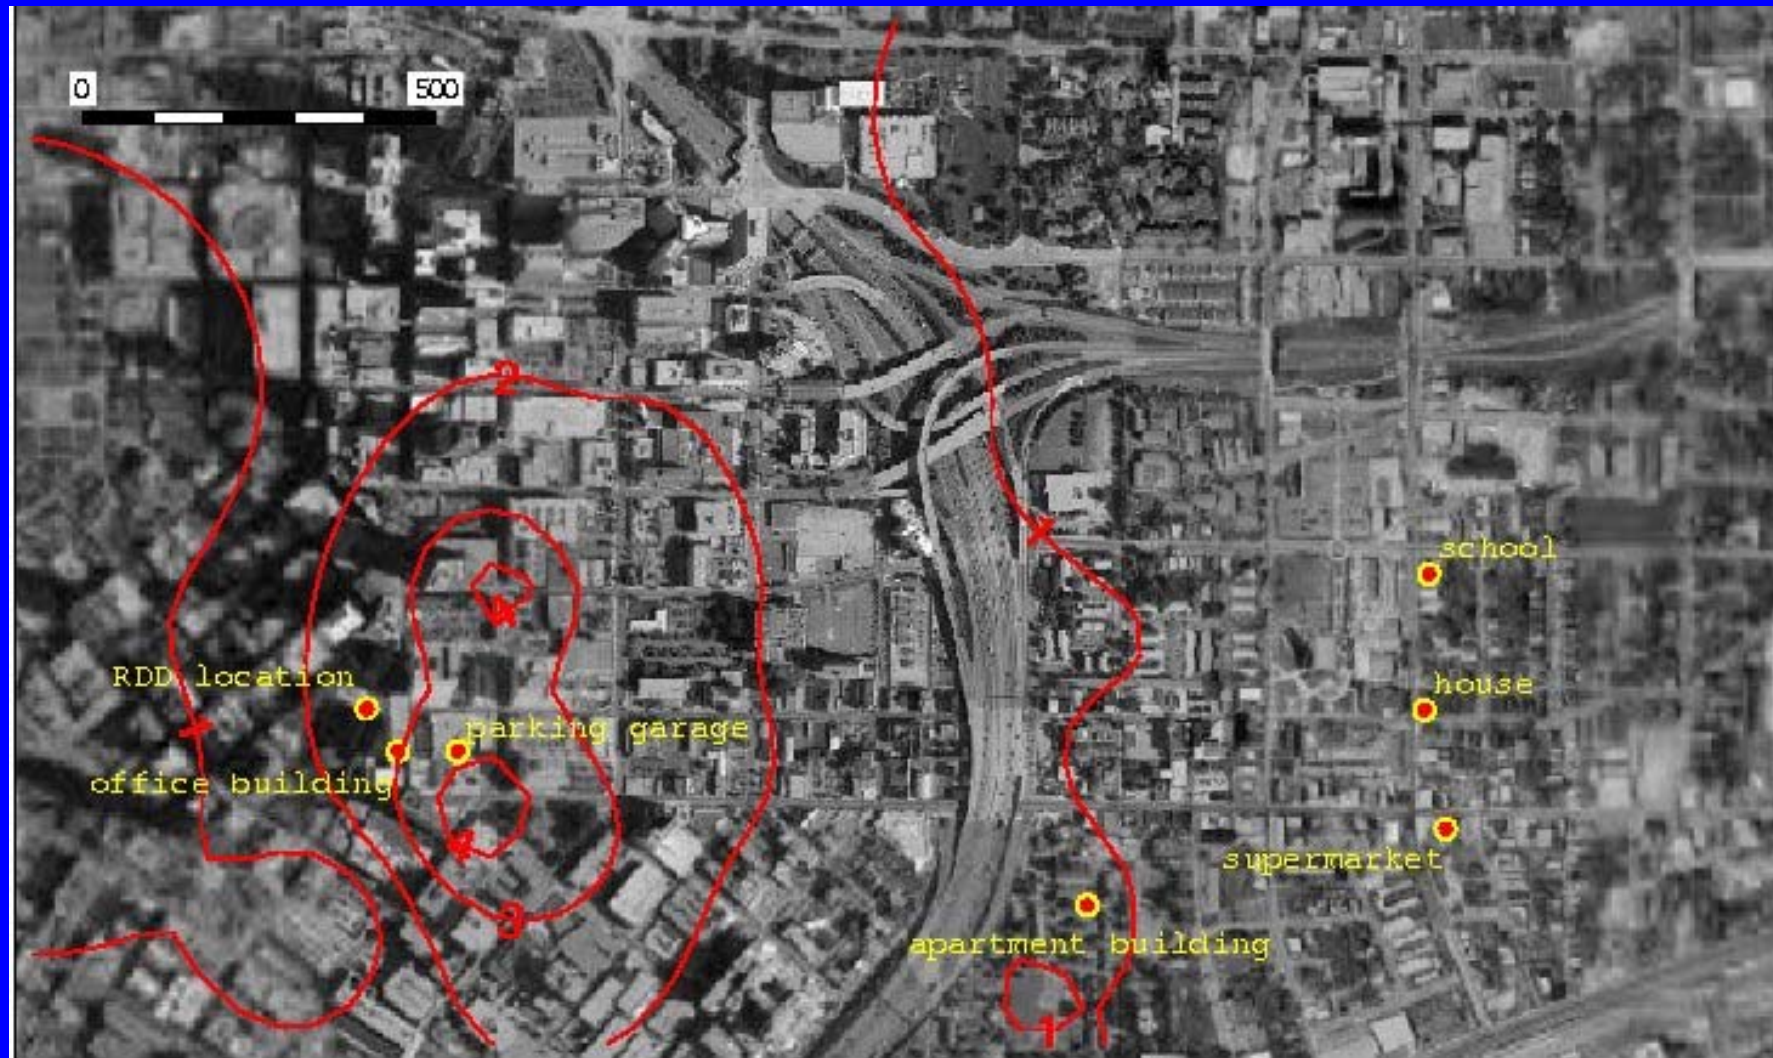 0 500
2
4
school
RDD location
house
1
parking garage
office building
4
supermarket
3
apartment building
1